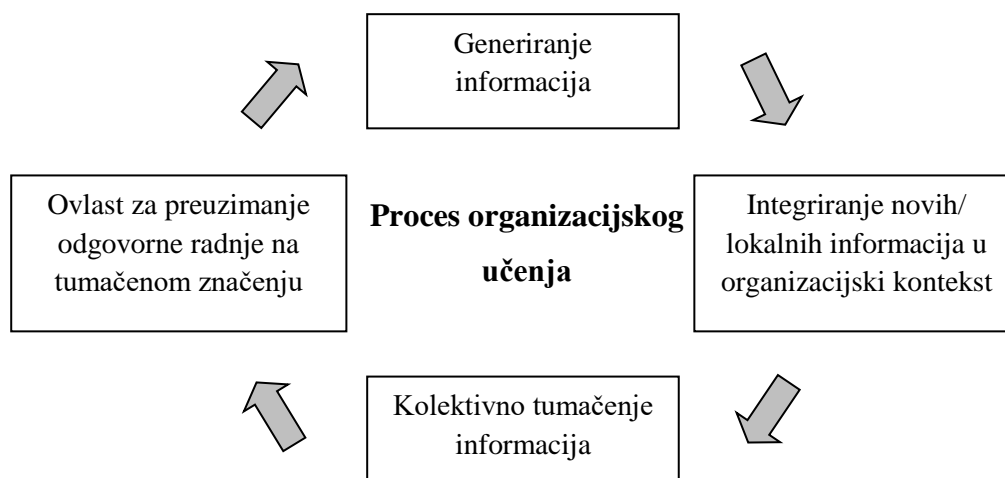 Generiranje
informacija
Ovlast za preuzimanje
odgovorne radnje na
tumačenom značenju
Proces organizacijskog
učenja
Integriranje novih/
lokalnih informacija u
organizacijski kontekst
Kolektivno tumačenje
informacija